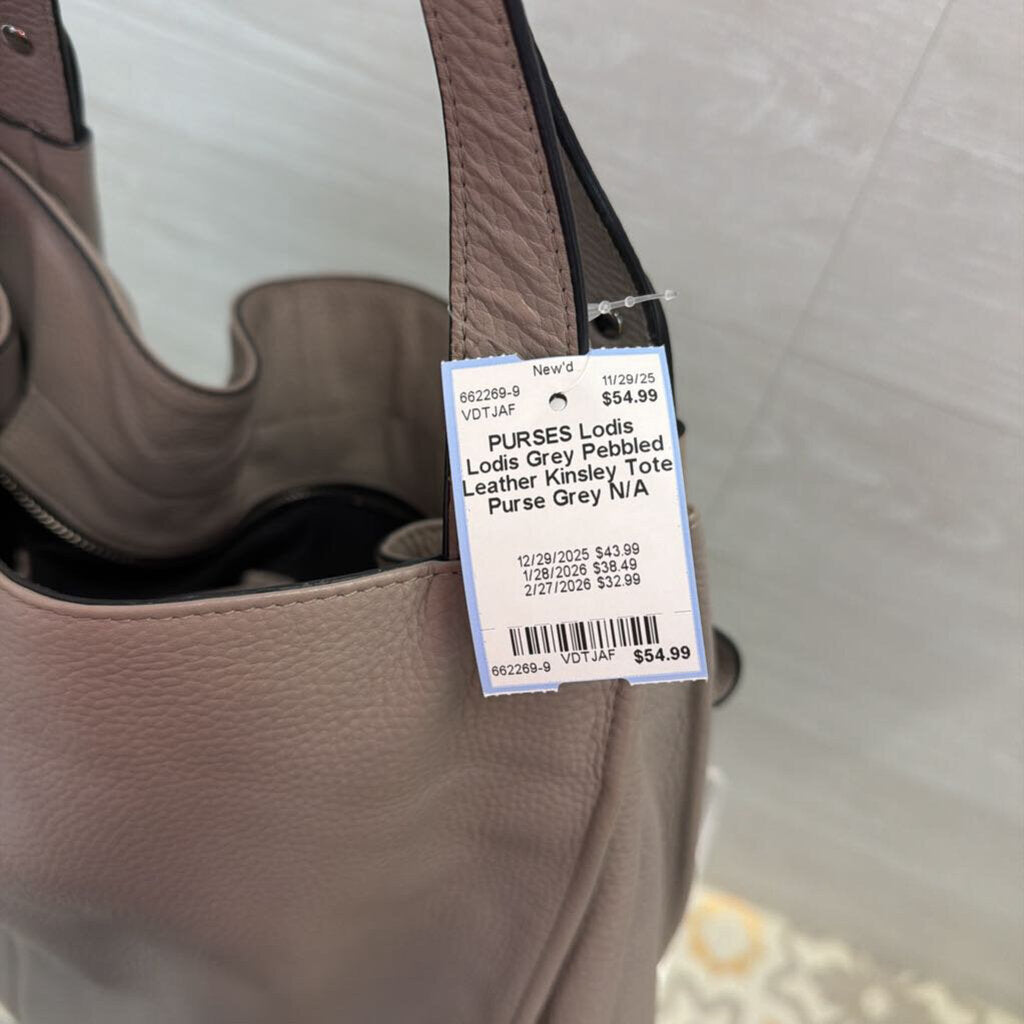 New'd
662269-9 11/29/25
VDTJAF $54.99
PURSES Lodis
Lodis Grey Pebbled
Leather Kinsley Tote
Purse Grey N/A
12/29/2025 $43.99
1/28/2026 $38.49
2/27/2026 $32.99
662269-9 VDTJAF $54.99